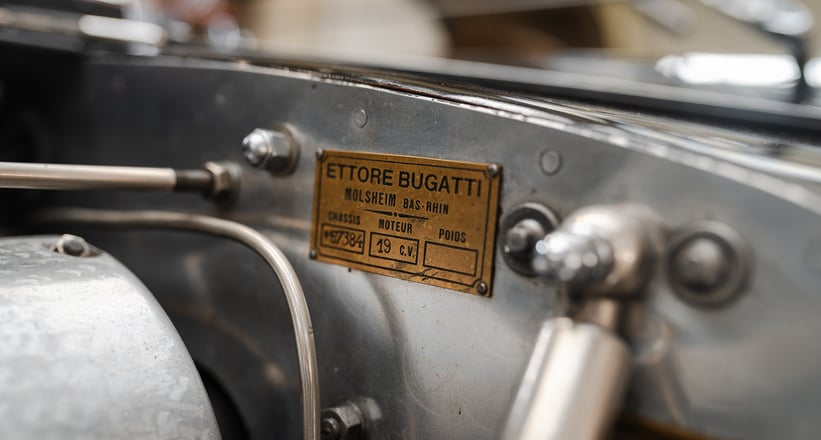 ETTORE BUGATTI
MOLSHEIM BAS-RHIN
CHASSIS MOTEUR POIDS
57384 19 C.V.